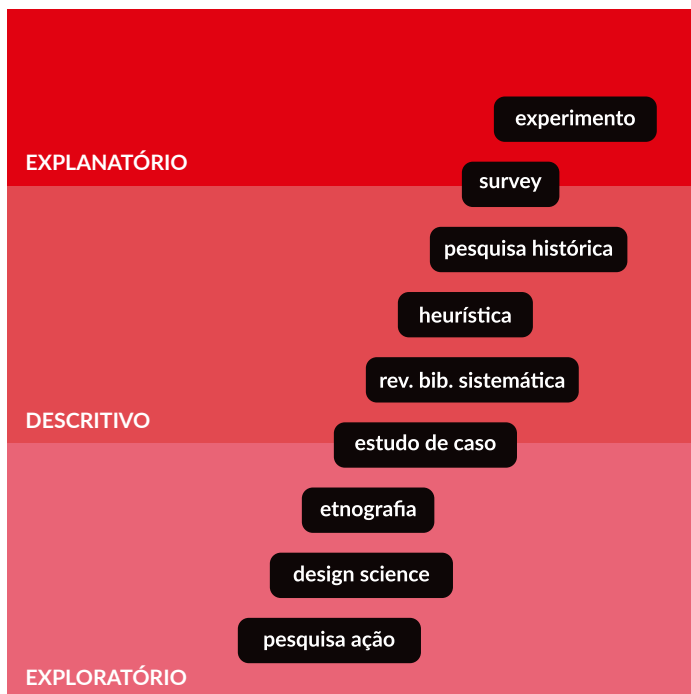 experimento
EXPLANATÓRIO
survey
pesquisa histórica
heurística
rev. bib. sistemática
DESCRITIVO
estudo de caso
etnografia
design science
pesquisa ação
EXPLORATÓRIO